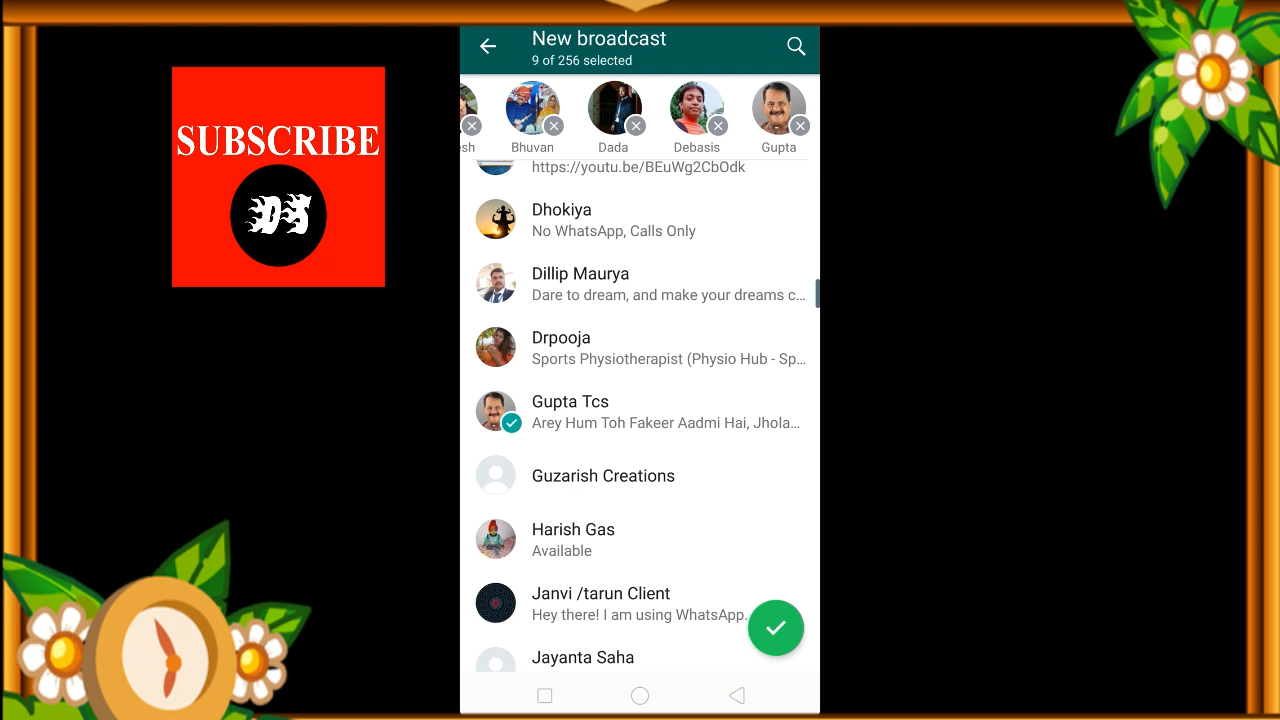 SUBSCRIBE
DS
New broadcast
9 of 256 selected
esh
Bhuvan
Dada
Debasis
Gupta
https://youtu.be/BEuWg2CbOdk
Dhokiya
No WhatsApp, Calls Only
Dillip Maurya
Dare to dream, and make your dreams c...
Drpooja
Sports Physiotherapist (Physio Hub - Sp...
Gupta Tcs
Arey Hum Toh Fakeer Aadmi Hai, Jhola...
Guzarish Creations
Harish Gas
Available
Janvi /tarun Client
Hey there! I am using WhatsApp.
Jayanta Saha